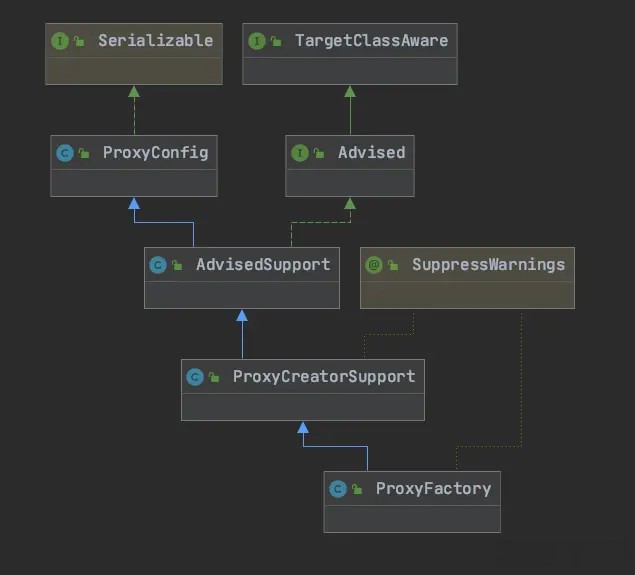 Serializable
TargetClassAware
ProxyConfig
Advised
AdvisedSupport
SuppressWarnings
ProxyCreatorSupport
ProxyFactory